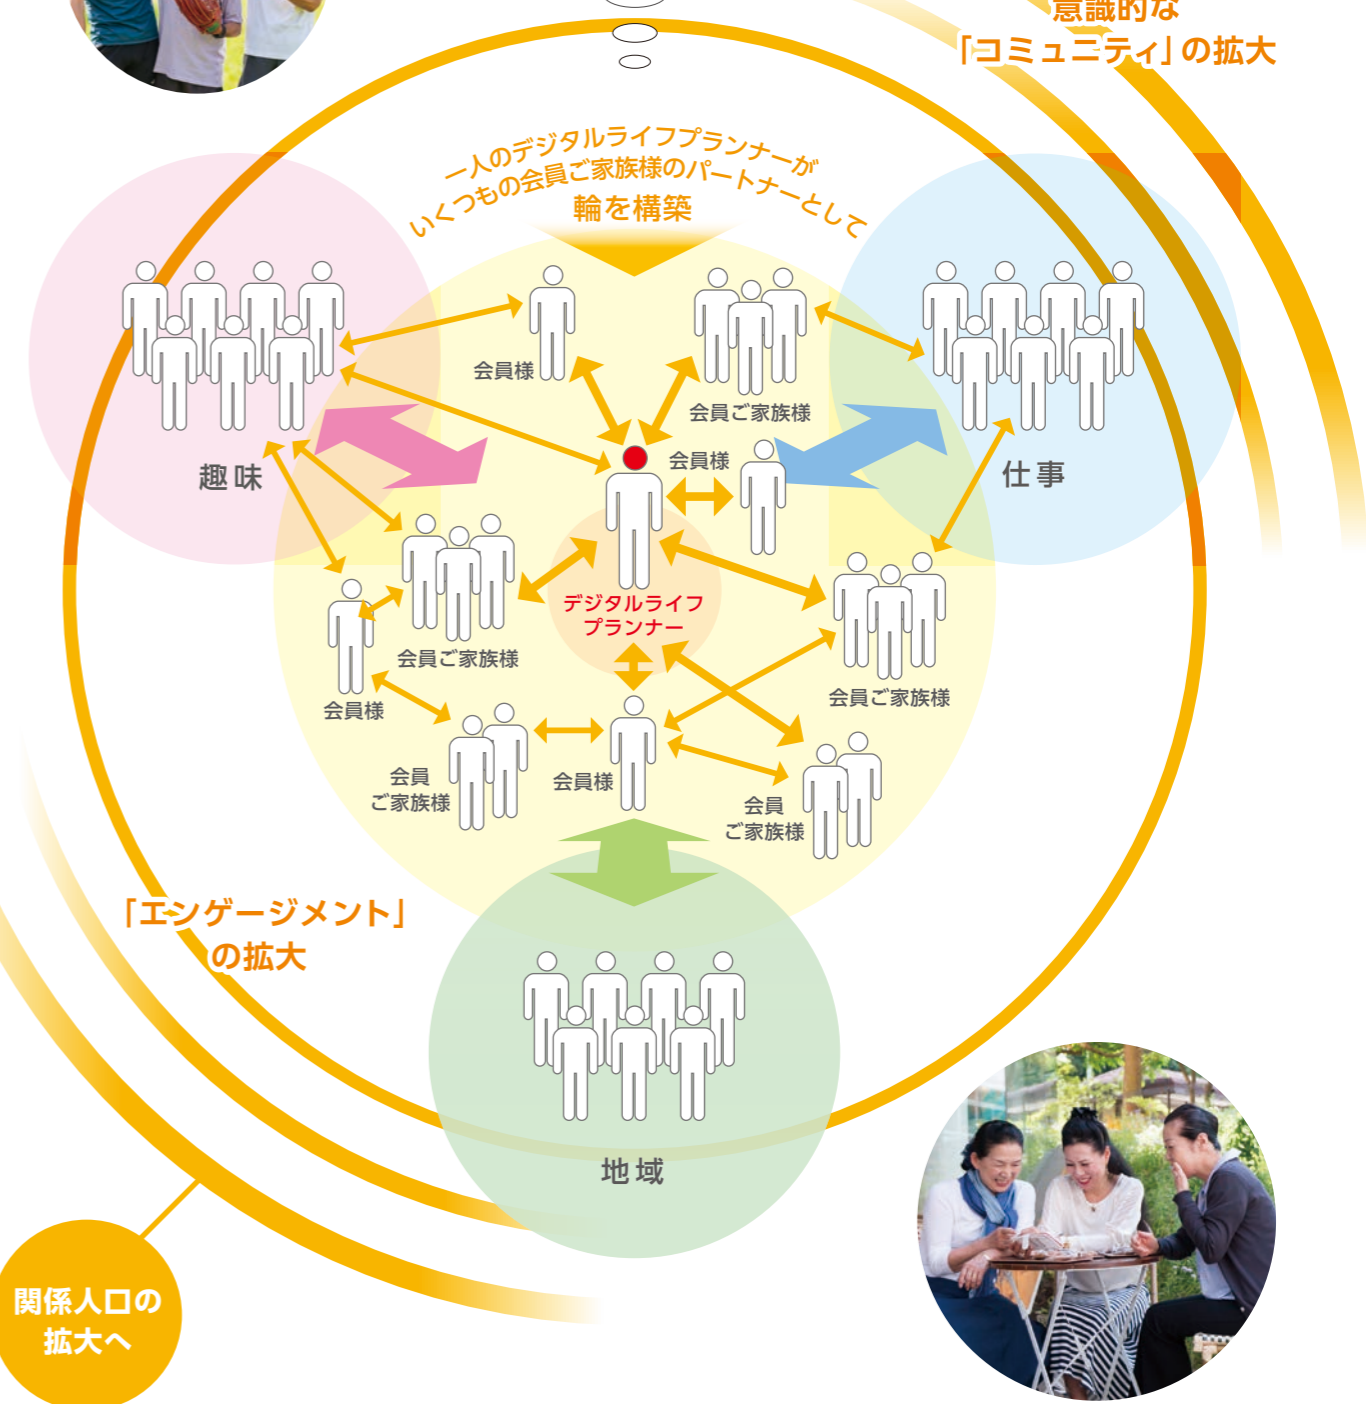 意識的な
「コミュニティ」の拡大
一人のデジタルライフプランナーが
いくつもの会員ご家族様のパートナーとして
輪を構築
会員様
会員ご家族様
会員様
趣味
仕事
デジタルライフ
プランナー
会員ご家族様
会員様
会員ご家族様
会員
ご家族様
会員様
会員
ご家族様
「エンゲージメント」
の拡大
地域
関係人口の
拡大へ